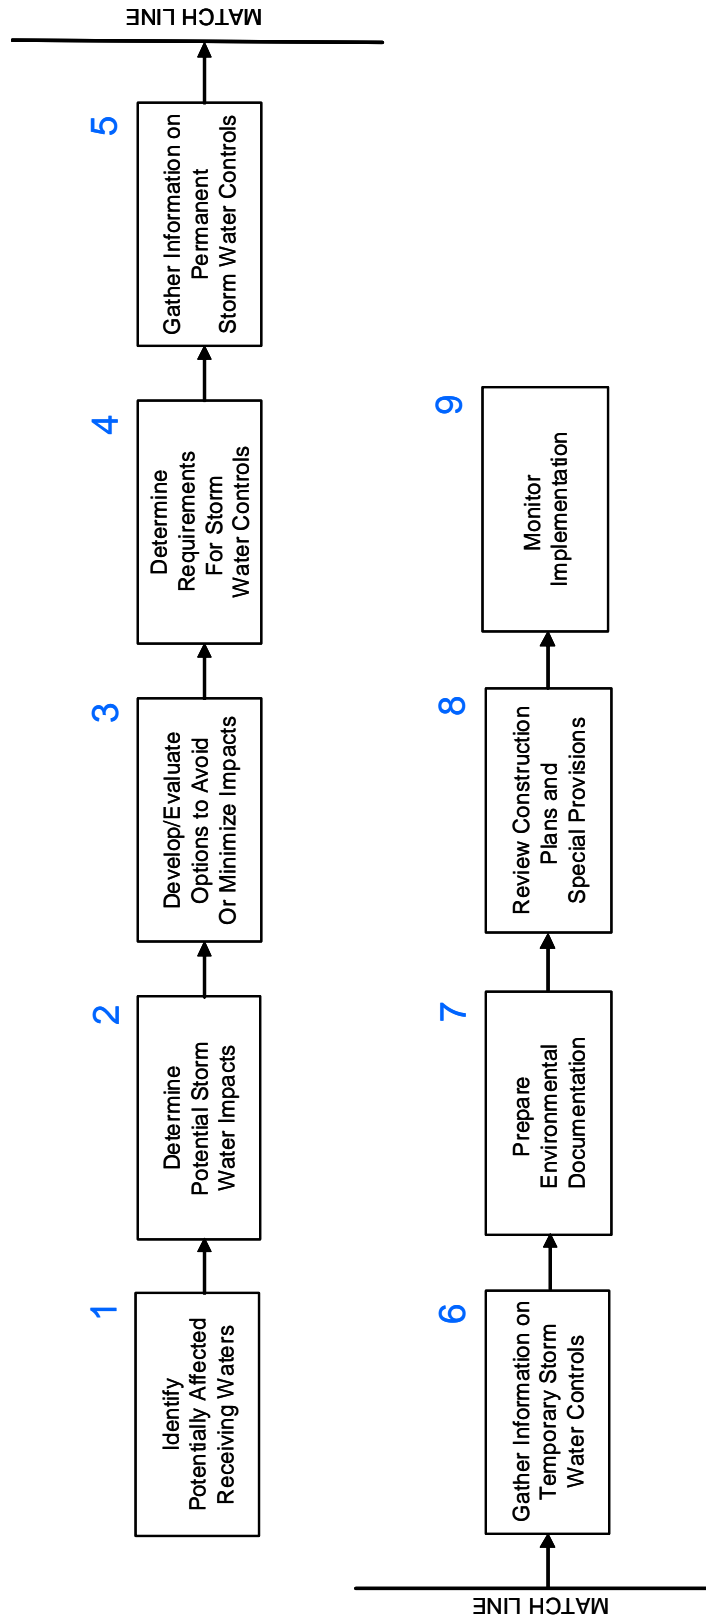 1
Identify
Potentially Affected
Receiving Waters
2
Determine
Potential Storm
Water Impacts
3
Develop/Evaluate
Options to Avoid
Or Minimize Impacts
4
Determine
Requirements
For Storm
Water Controls
5
Gather Information on
Permanent
Storm Water Controls
MATCH LINE
MATCH LINE
6
Gather Information on
Temporary Storm
Water Controls
7
Prepare
Environmental
Documentation
8
Review Construction
Plans and
Special Provisions
9
Monitor
Implementation